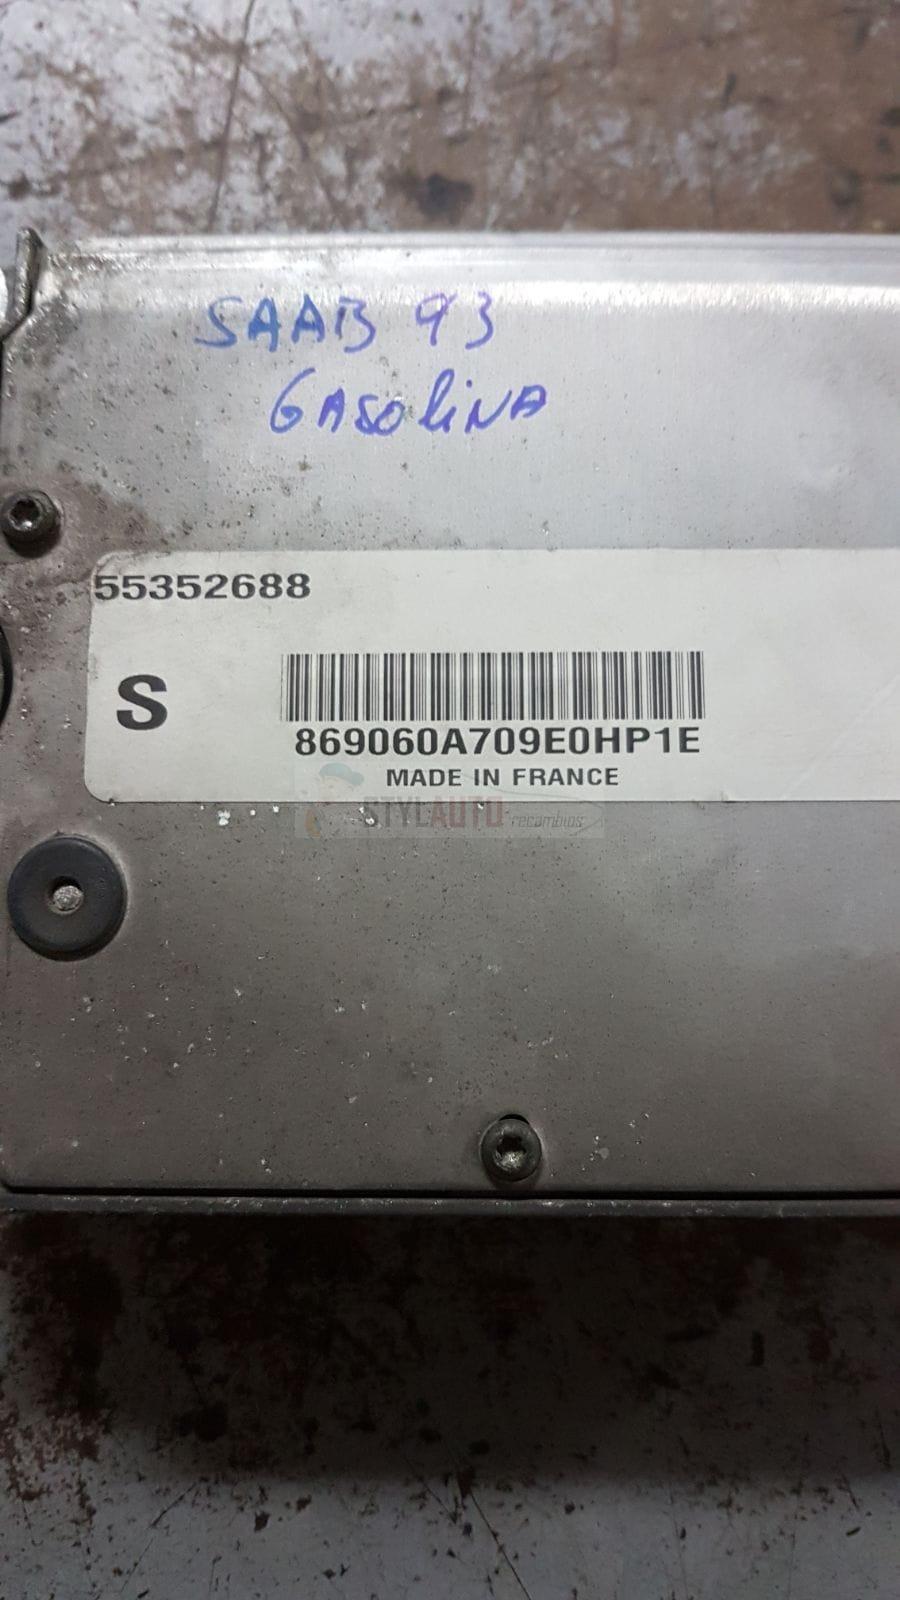 SAAB 93
GASOLINA
55352688
S
869060A709E0HP1E
MADE IN FRANCE
STYLAUTO recambios